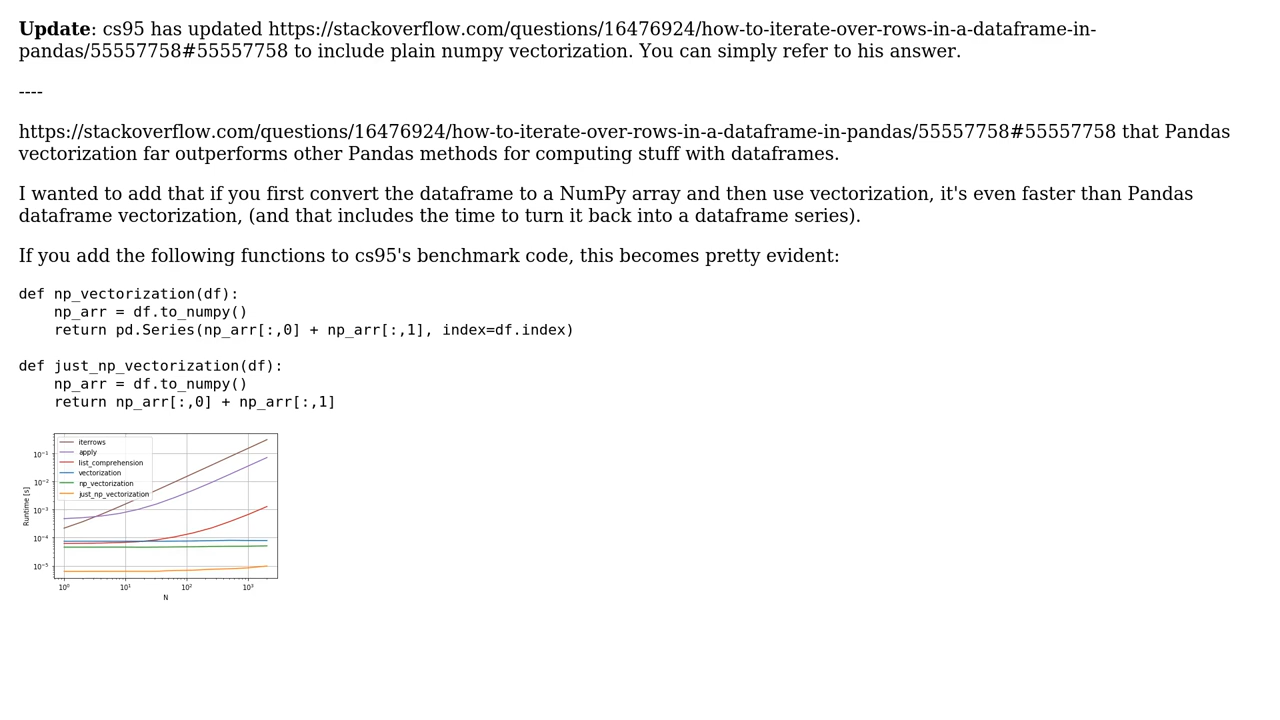 Update: cs95 has updated https://stackoverflow.com/questions/16476924/how-to-iterate-over-rows-in-a-dataframe-in-
pandas/55557758#55557758 to include plain numpy vectorization. You can simply refer to his answer.
----
https://stackoverflow.com/questions/16476924/how-to-iterate-over-rows-in-a-dataframe-in-pandas/55557758#55557758 that Pandas
vectorization far outperforms other Pandas methods for computing stuff with dataframes.
I wanted to add that if you first convert the dataframe to a NumPy array and then use vectorization, it's even faster than Pandas
dataframe vectorization, (and that includes the time to turn it back into a dataframe series).
If you add the following functions to cs95's benchmark code, this becomes pretty evident:
def np_vectorization(df):
    np_arr = df.to_numpy()
    return pd.Series(np_arr[:,0] + np_arr[:,1], index=df.index)
def just_np_vectorization(df):
    np_arr = df.to_numpy()
    return np_arr[:,0] + np_arr[:,1]
iterrows
apply
list_comprehension
vectorization
np_vectorization
just_np_vectorization
Runtime [s]
10⁻¹
10⁻²
10⁻³
10⁻⁴
10⁻⁵
10⁰ 10¹ 10² 10³
N